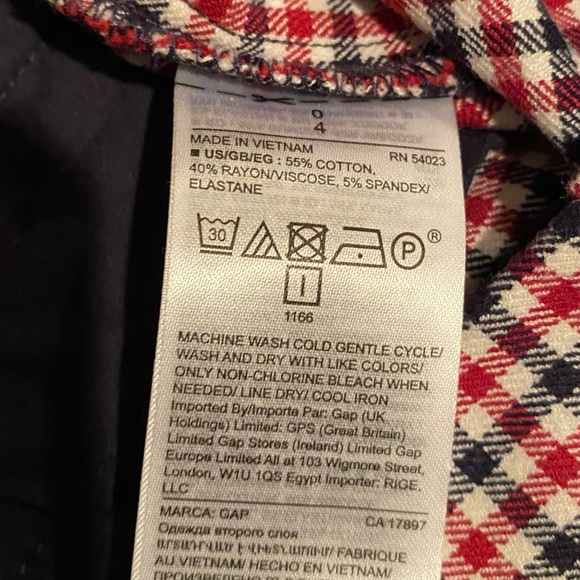 0
4
MADE IN VIETNAM RN 54023
■ US/GB/EG : 55% COTTON,
40% RAYON/VISCOSE, 5% SPANDEX/
ELASTANE
30 P ®
1166
MACHINE WASH COLD GENTLE CYCLE/
WASH AND DRY WITH LIKE COLORS/
ONLY NON-CHLORINE BLEACH WHEN
NEEDED/ LINE DRY/ COOL IRON
Imported By/Importe Par: Gap (UK
Holdings) Limited: GPS (Great Britain)
Limited Gap Stores (Ireland) Limited Gap
Europe Limited All at 103 Wigmore Street,
London, W1U 1QS Egypt Importer: RIGE,
LLC
MARCA: GAP CA 17897
Одежда второго слоя
FABRIQUE
AU VIETNAM/ HECHO EN VIETNAM/